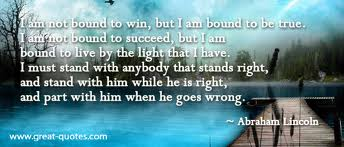 I am not bound to win, but I am bound to be true.
I am not bound to succeed, but I am
bound to live by the light that I have.
I must stand with anybody that stands right,
and stand with him while he is right,
and part with him when he goes wrong.
~ Abraham Lincoln
www.great-quotes.com